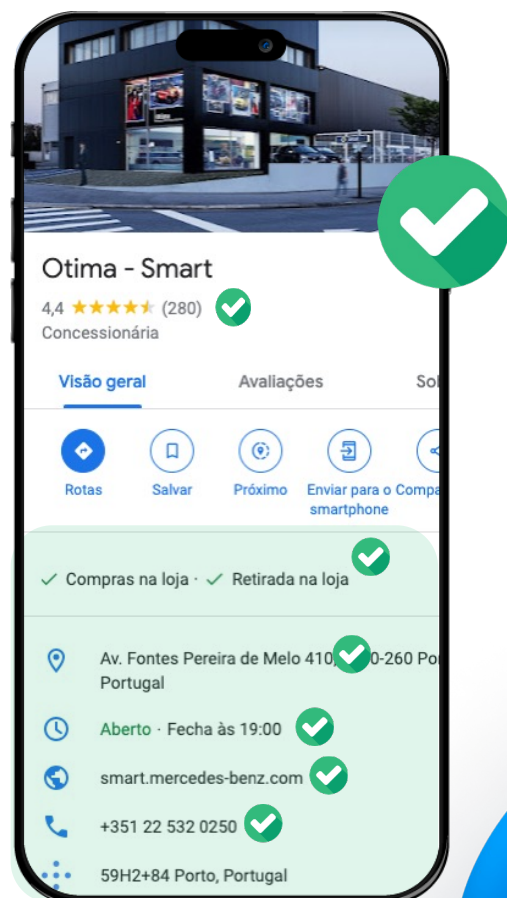 Otima - Smart
4,4 (280)
Concessionária
Visão geral Avaliações
Rotas Salvar Próximo Enviar para o
smartphone
Compras na loja · Retirada na loja
Av. Fontes Pereira de Melo 410, 0-260
Portugal
Aberto · Fecha às 19:00
smart.mercedes-benz.com
+351 22 532 0250
59H2+84 Porto, Portugal